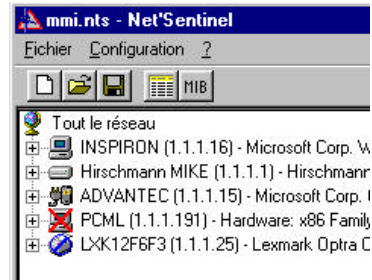 mmi.nts - Net'Sentinel
Fichier Configuration ?
MIB
Tout le réseau
INSPIRON (1.1.1.16) - Microsoft Corp. W
Hirschmann MIKE (1.1.1.1) - Hirschmann
ADVANTEC (1.1.1.15) - Microsoft Corp.
PCML (1.1.1.191) - Hardware: x86 Family
LXK12F6F3 (1.1.1.25) - Lexmark Optra